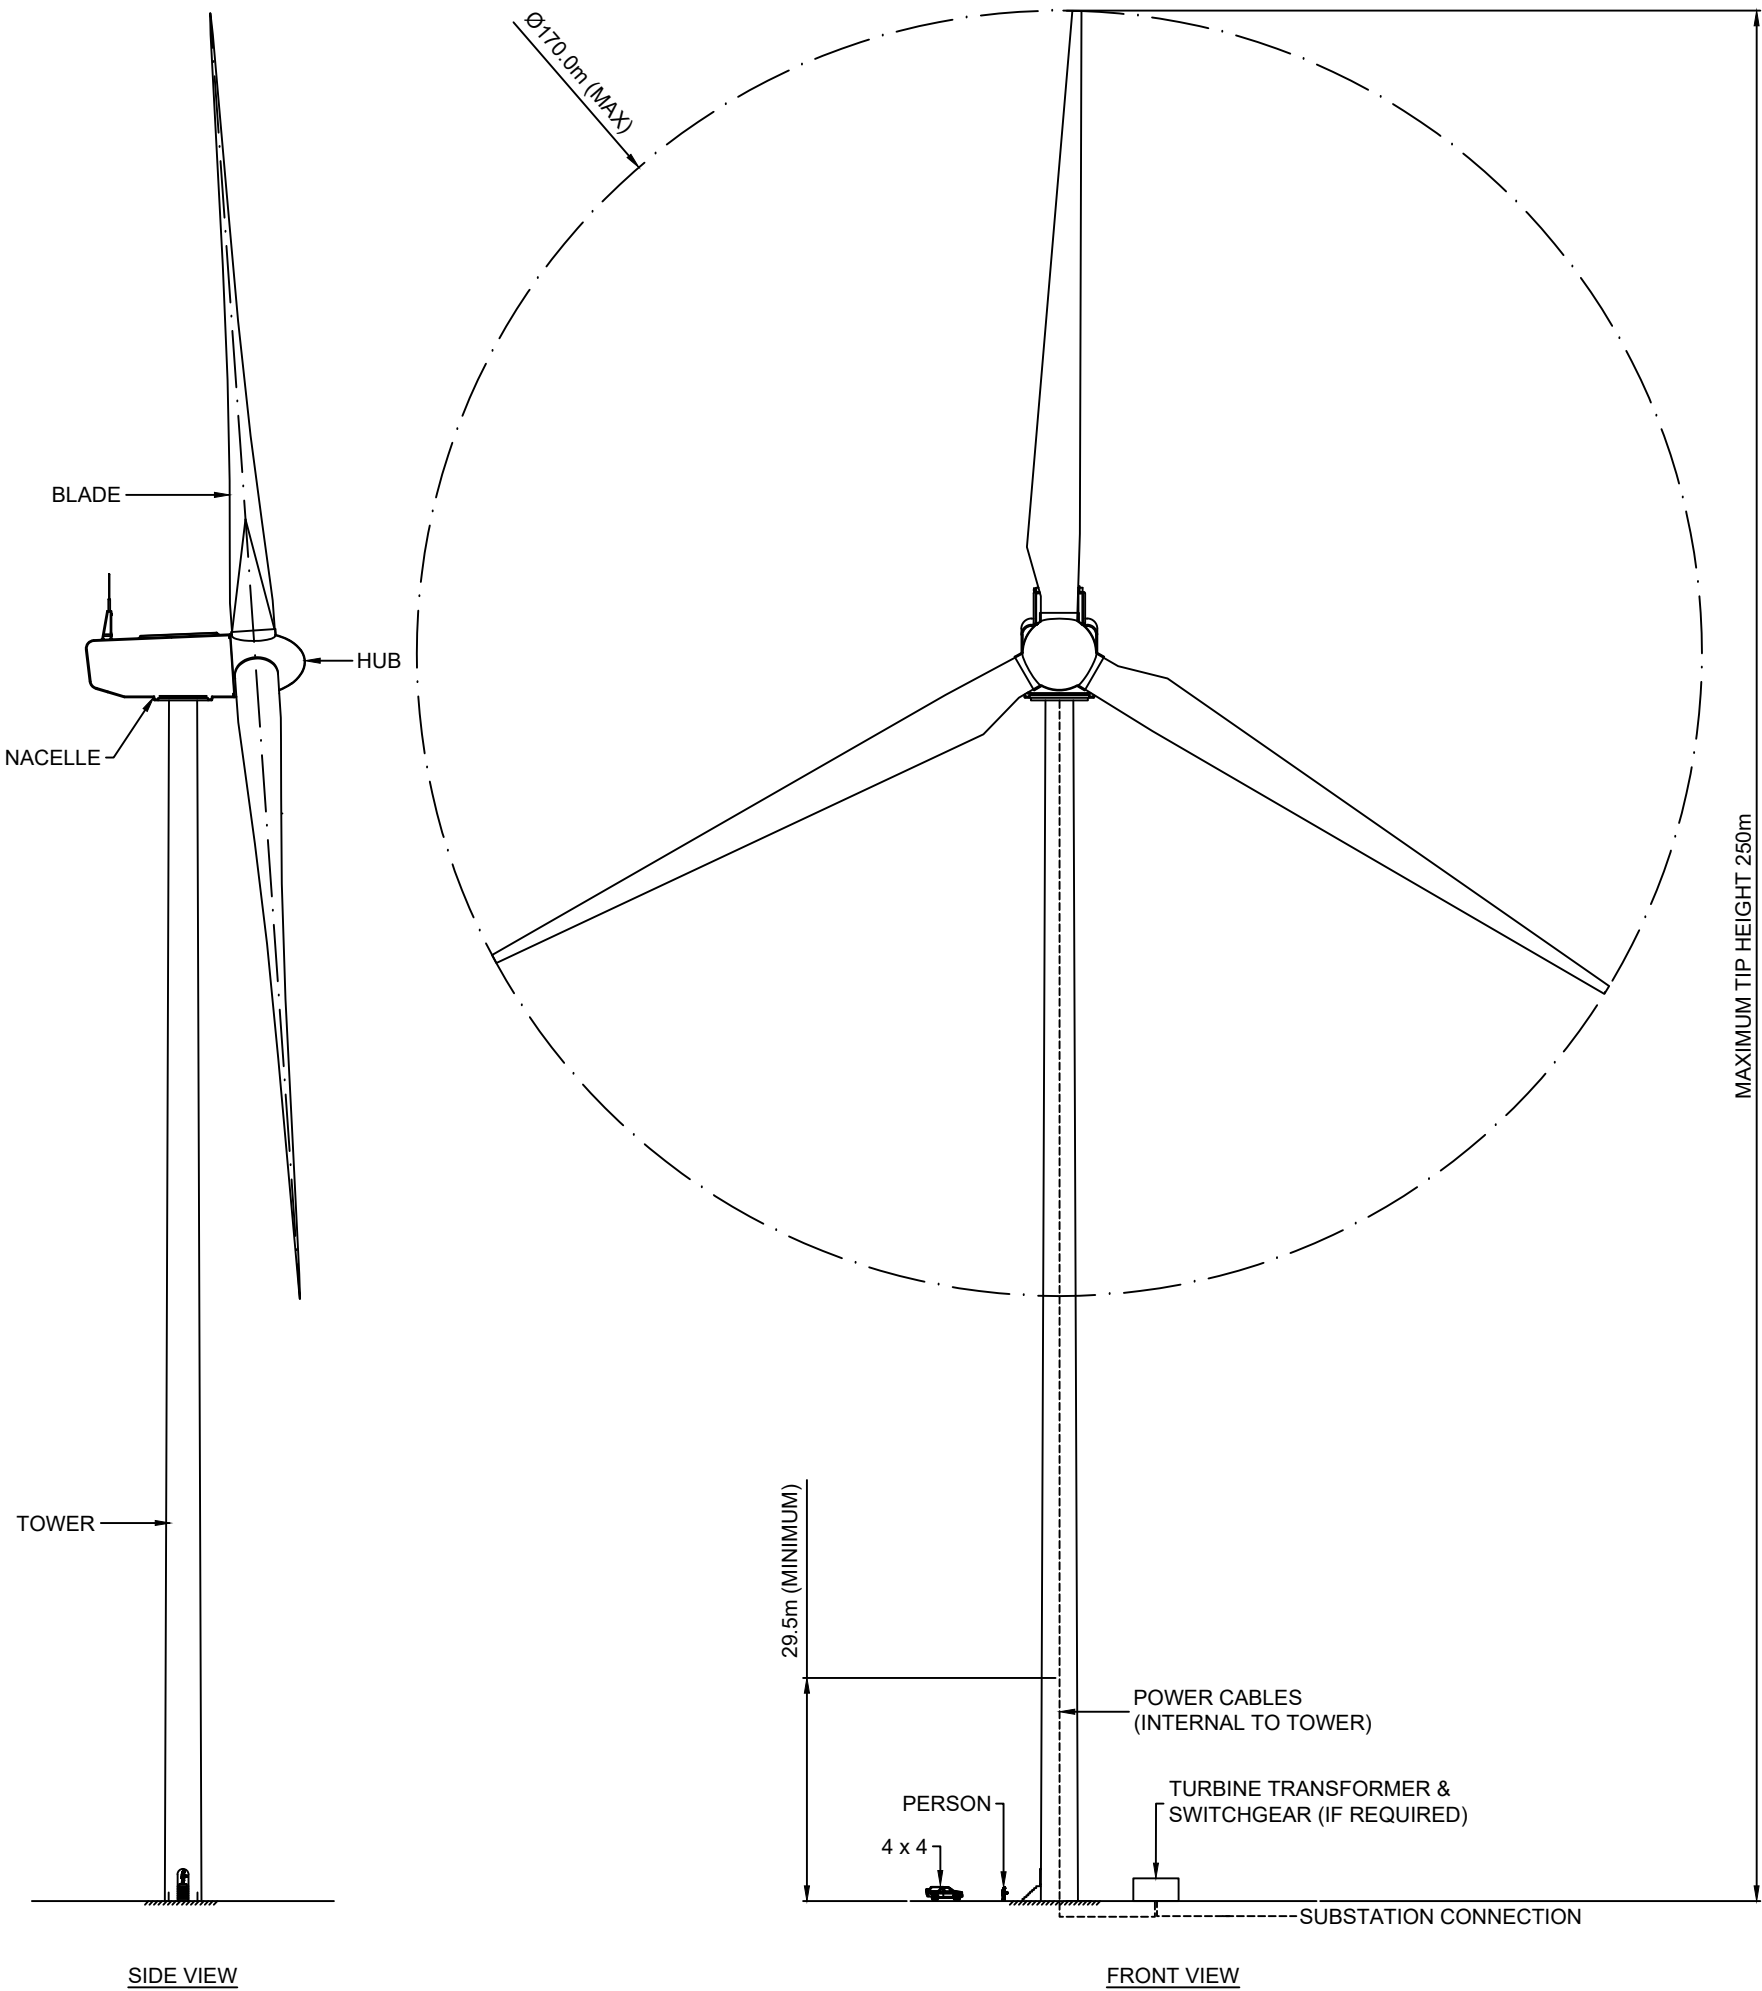 Ø170.0m (MAX)
BLADE
HUB
NACELLE
MAXIMUM TIP HEIGHT 250m
TOWER
29.5m (MINIMUM)
POWER CABLES
(INTERNAL TO TOWER)
TURBINE TRANSFORMER &
SWITCHGEAR (IF REQUIRED)
PERSON
4 x 4
SUBSTATION CONNECTION
SIDE VIEW
FRONT VIEW